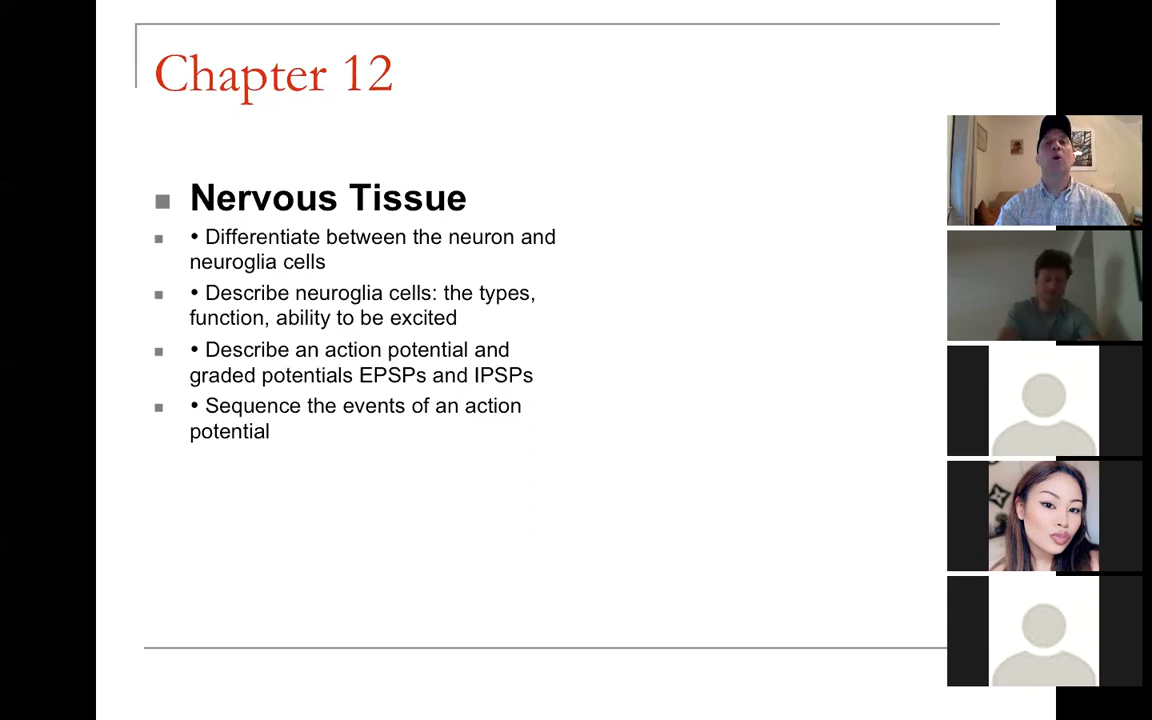 Chapter 12
Nervous Tissue
• Differentiate between the neuron and
neuroglia cells
• Describe neuroglia cells: the types,
function, ability to be excited
• Describe an action potential and
graded potentials EPSPs and IPSPs
• Sequence the events of an action
potential